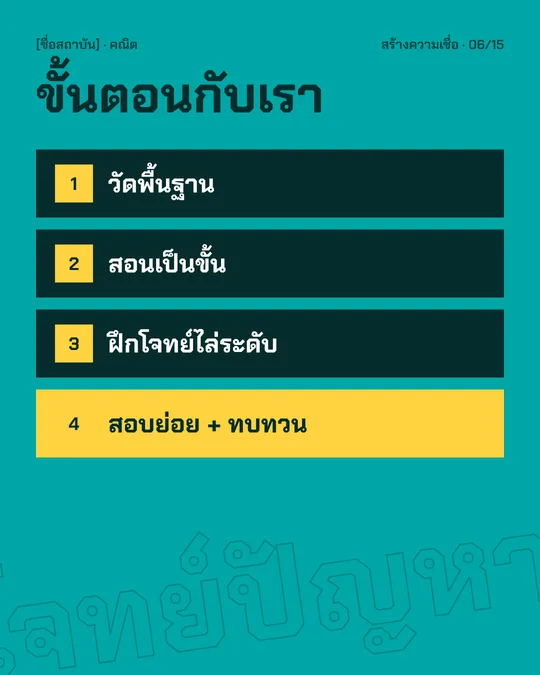 [ชื่อสถาบัน] · คณิต
สร้างความเชื่อ · 06/15
ขั้นตอนกับเรา
1 วัดพื้นฐาน
2 สอนเป็นขั้น
3 ฝึกโจทย์ไล่ระดับ
4 สอบย่อย + ทบทวน
โจทย์ปัญหา